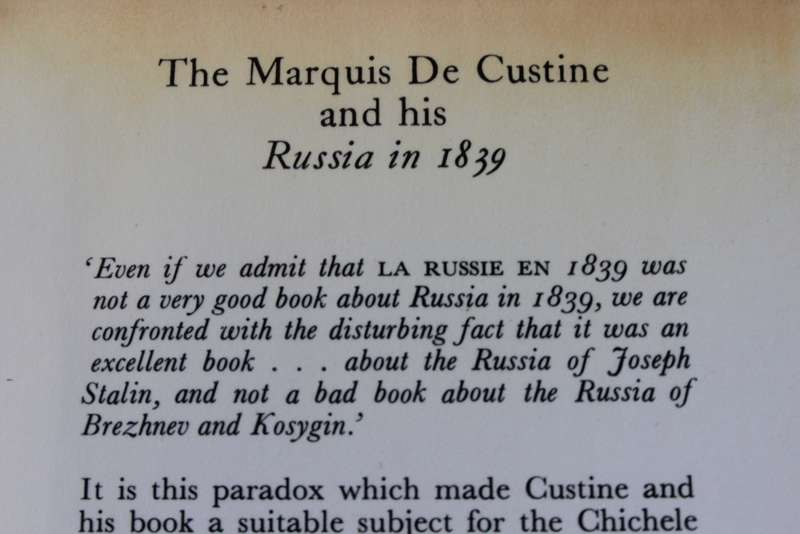 The Marquis De Custine
and his
Russia in 1839
‘Even if we admit that LA RUSSIE EN 1839 was
not a very good book about Russia in 1839, we are
confronted with the disturbing fact that it was an
excellent book . . . about the Russia of Joseph
Stalin, and not a bad book about the Russia of
Brezhnev and Kosygin.’
It is this paradox which made Custine and
his book a suitable subject for the Chichele